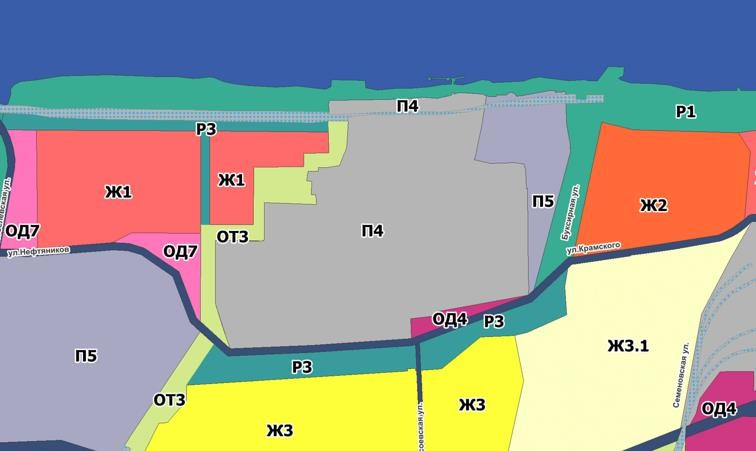 П4
Р1
Р3
Ж1
Ж1
Ж2
П5
Буксирная ул.
ОД7
ОТ3
П4
ул.Нефтяников
ОД7
ул.Крамского
ОД4
Р3
Ж3.1
П5
Р3
Семеновская ул.
ОТ3
Ж3
Ж3
ОД4